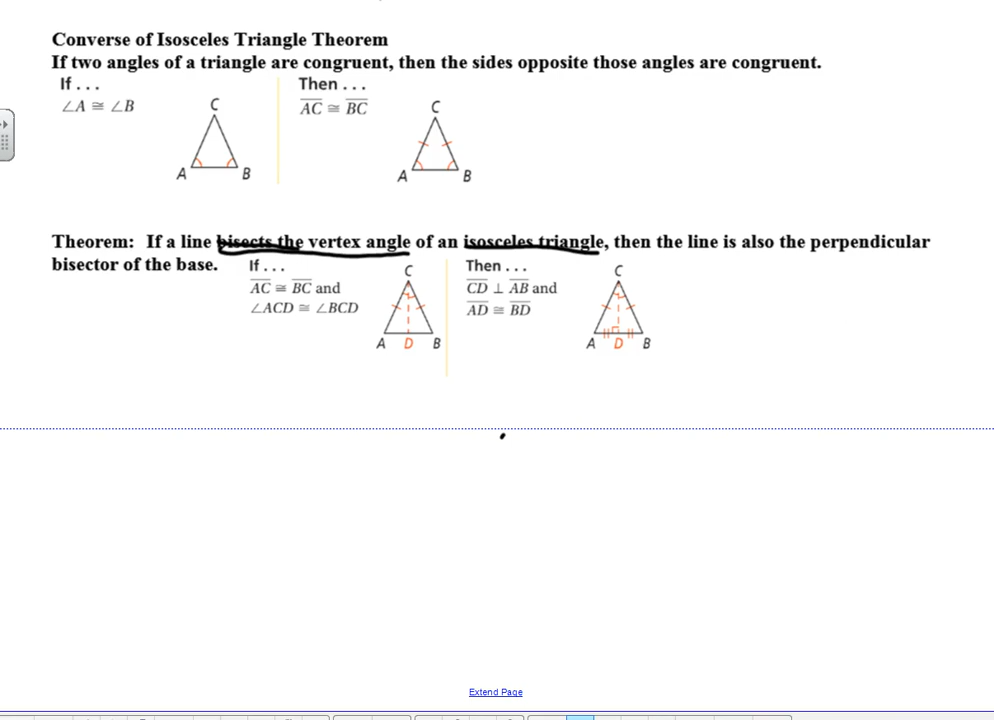 Converse of Isosceles Triangle Theorem
If two angles of a triangle are congruent, then the sides opposite those angles are congruent.
If . . . Then . . .
∠A ≅ ∠B C AC ≅ BC C
A B A B
Theorem: If a line bisects the vertex angle of an isosceles triangle, then the line is also the perpendicular
bisector of the base. If . . . C Then . . . C
AC ≅ BC and CD ⊥ AB and
∠ACD ≅ ∠BCD AD ≅ BD
A D B A D B
Extend Page